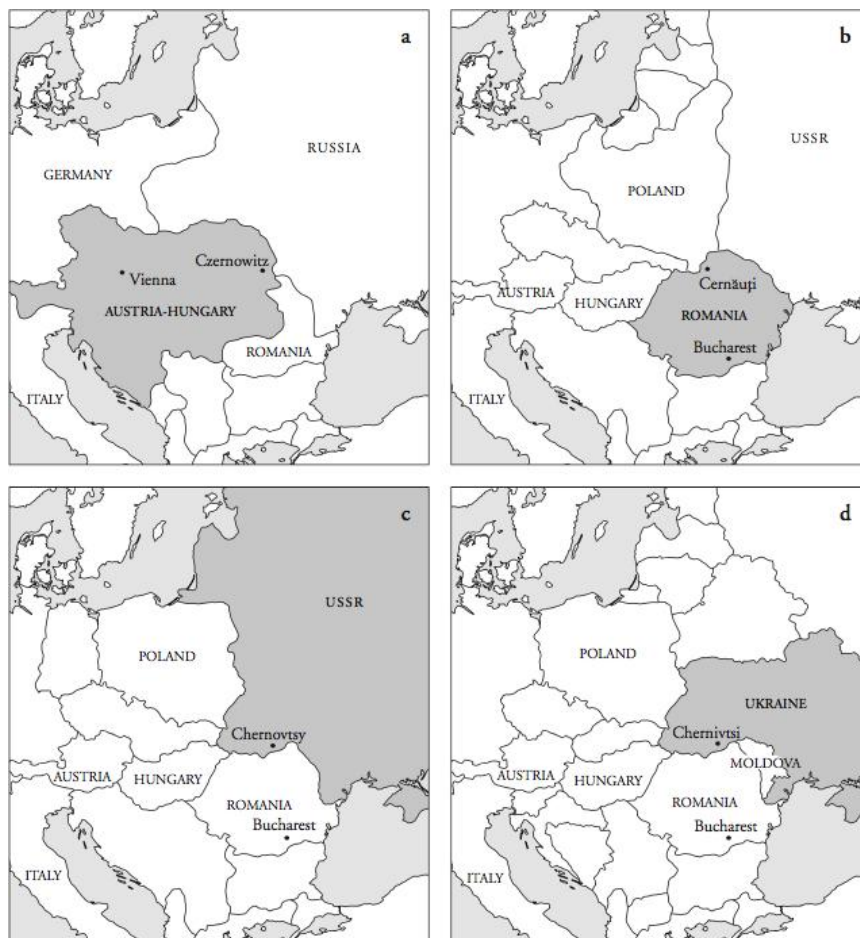 a
RUSSIA
GERMANY
Czernowitz
Vienna
AUSTRIA-HUNGARY
ROMANIA
ITALY
b
USSR
POLAND
AUSTRIA
Cernăuţi
HUNGARY
ROMANIA
Bucharest
ITALY
c
USSR
POLAND
Chernovtsy
AUSTRIA
HUNGARY
ROMANIA
Bucharest
ITALY
d
POLAND
UKRAINE
Chernivtsi
MOLDOVA
AUSTRIA
HUNGARY
ROMANIA
Bucharest
ITALY